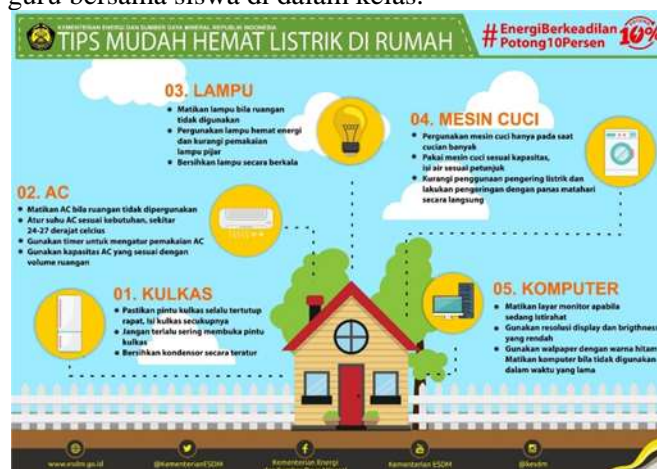 guru bersama siswa di dalam kelas.
KEMENTERIAN ENERGI DAN SUMBER DAYA MINERAL REPUBLIK INDONESIA
TIPS MUDAH HEMAT LISTRIK DI RUMAH
#EnergiBerkeadilan
Potong10Persen
10%
03. LAMPU
• Matikan lampu bila ruangan
tidak digunakan
• Pergunakan lampu hemat energi
dan kurangi pemakaian
lampu pijar
• Bersihkan lampu secara berkala
04. MESIN CUCI
• Pergunakan mesin cuci hanya pada saat
cucian banyak
• Pakai mesin cuci sesuai kapasitas,
isi air sesuai petunjuk
• Kurangi penggunaan pengering listrik dan
lakukan pengeringan dengan panas matahari
secara langsung
02. AC
• Matikan AC bila ruangan tidak dipergunakan
• Atur suhu AC sesuai kebutuhan, sekitar
24-27 derajat celcius
• Gunakan timer untuk mengatur pemakaian AC
• Gunakan kapasitas AC yang sesuai dengan
volume ruangan
01. KULKAS
• Pastikan pintu kulkas selalu tertutup
rapat, isi kulkas secukupnya
• Jangan terlalu sering membuka pintu
kulkas
• Bersihkan kondensor secara teratur
05. KOMPUTER
• Matikan layar monitor apabila
sedang istirahat
• Gunakan resolusi display dan brigthness
yang rendah
• Gunakan walpaper dengan warna hitam
Matikan komputer bila tidak digunakan
dalam waktu yang lama
www.esdm.go.id
@KementerianESDM
Kementerian Energi
Kementerian ESDM
@kesdm